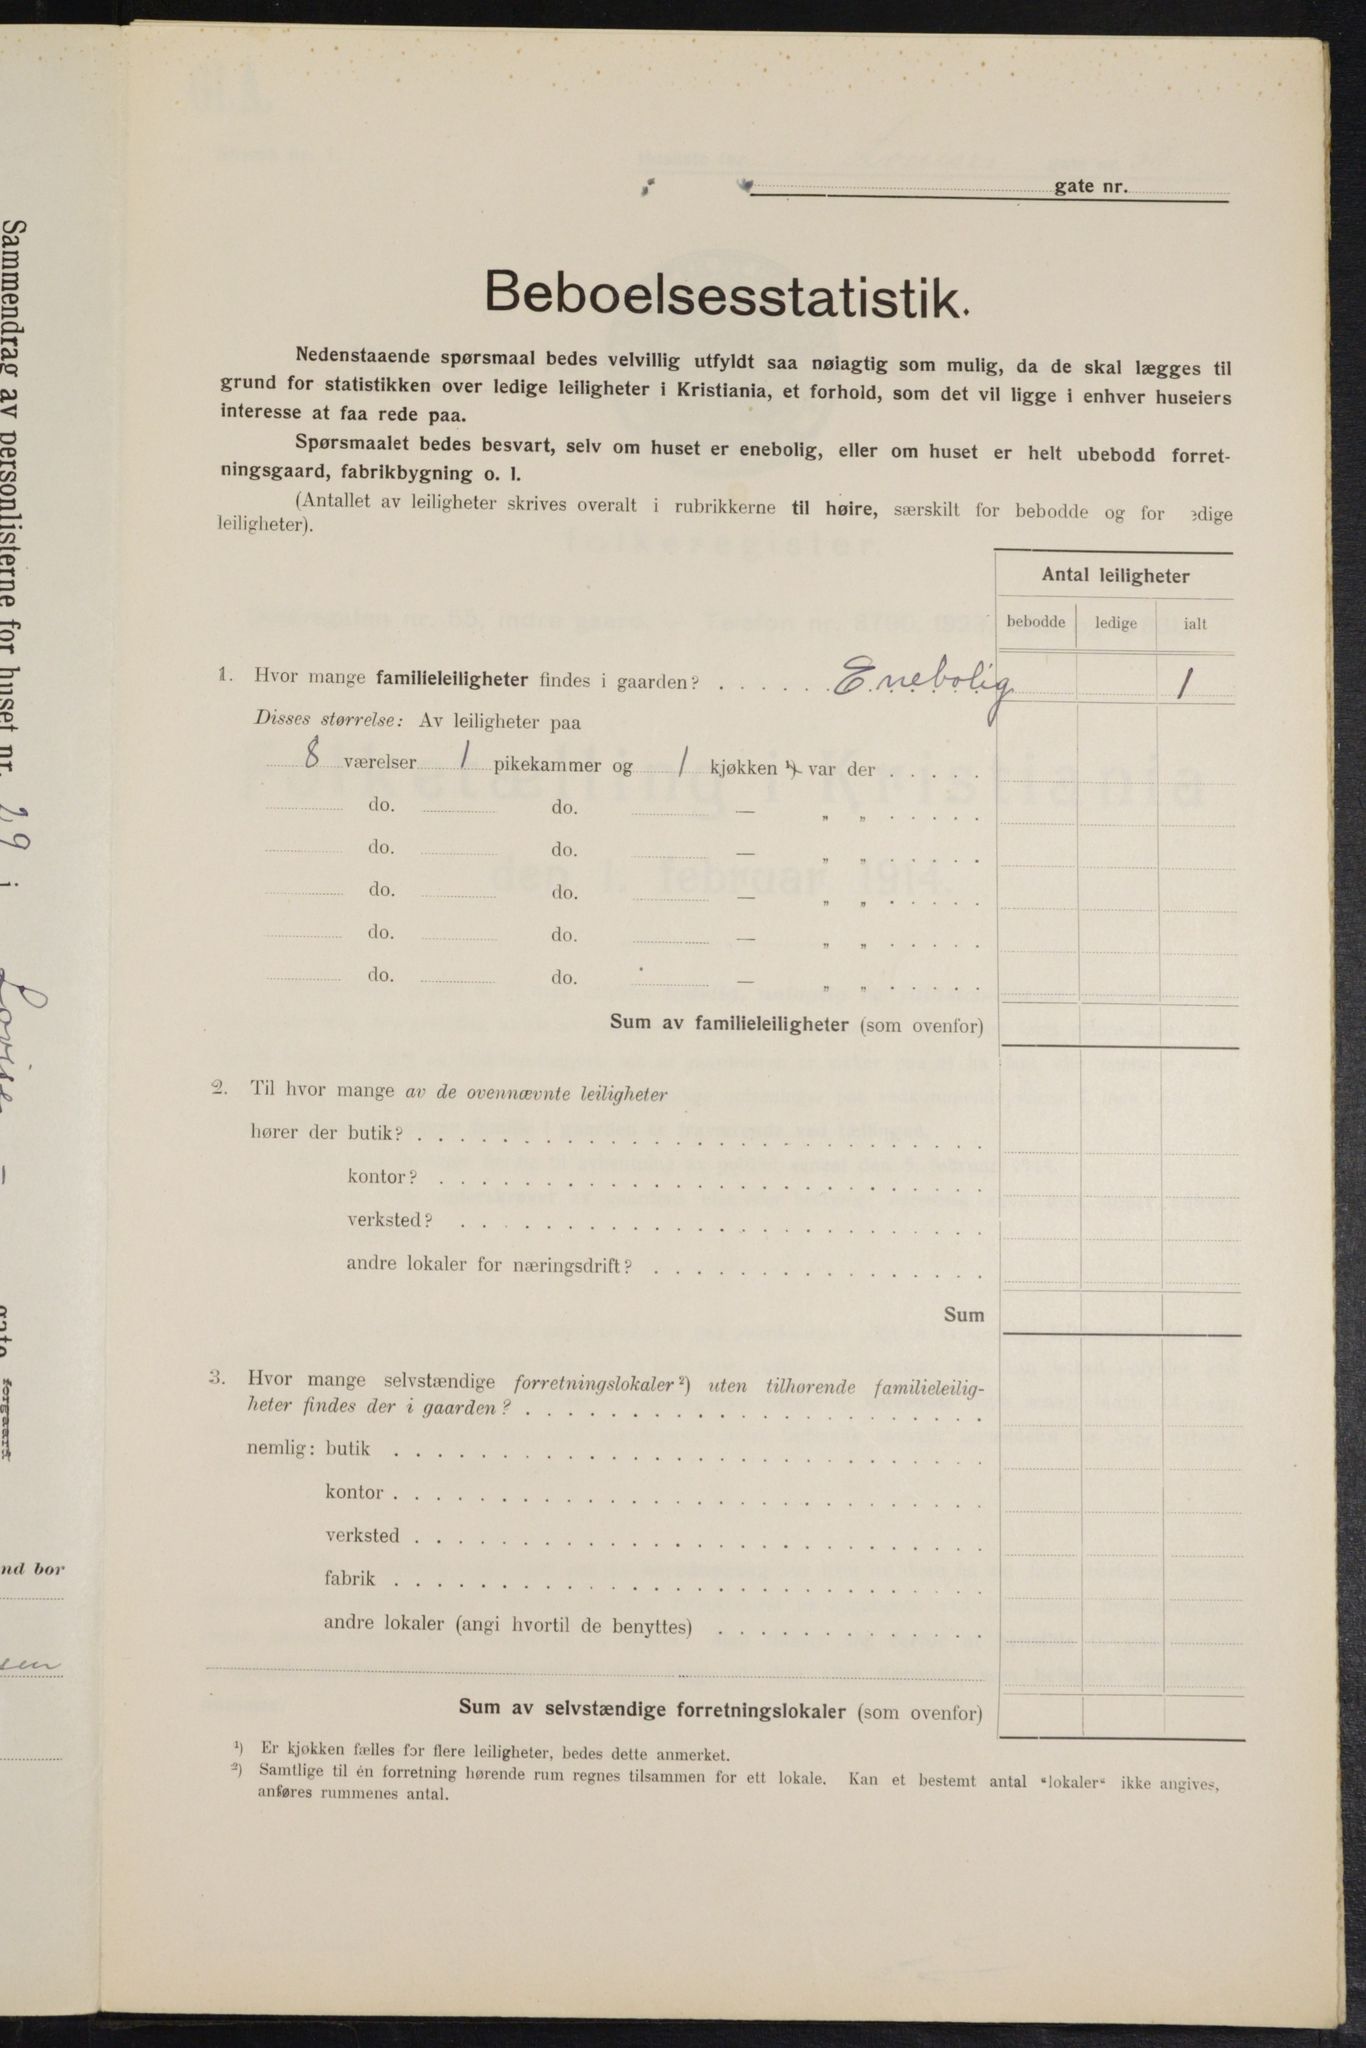 gate nr.
Beboelsesstatistik.
Nedenstaaende spørsmaal bedes velvillig utfyldt saa nøiagtig som mulig, da de skal lægges til
grund for statistikken over ledige leiligheter i Kristiania, et forhold, som det vil ligge i enhver huseiers
interesse at faa rede paa.
Spørsmaalet bedes besvart, selv om huset er enebolig, eller om huset er helt ubebodd forret-
ningsgaard, fabrikbygning o. l.
(Antallet av leiligheter skrives overalt i rubrikkerne til høire, særskilt for bebodde og for edige
leiligheter).
Antal leiligheter
bebodde ledige ialt
1. Hvor mange familieleiligheter findes i gaarden? . . . . . . Enebolig 1
Disses størrelse: Av leiligheter paa
8 værelser 1 pikekammer og 1 kjøkken ¹) var der . . . . .
do. do. — „ „ . . . . .
do. do. — „ „ . . . . .
do. do. — „ „ . . . . .
do. do. — „ „ . . . . .
do. do. — „ „ . . . . .
Sum av familieleiligheter (som ovenfor)
2. Til hvor mange av de ovennævnte leiligheter
hører der butik? . . . . . . . . . .
kontor? . . . . . . . . . .
verksted? . . . . . . . . . .
andre lokaler for næringsdrift? . . . . . . . . . .
Sum
3. Hvor mange selvstændige forretningslokaler ²) uten tilhørende familieleilig-
heter findes der i gaarden? . . . . . . . . . .
nemlig: butik . . . . . . . . . .
kontor . . . . . . . . . .
verksted . . . . . . . . . .
fabrik . . . . . . . . . .
andre lokaler (angi hvortil de benyttes) . . . . . . . . . .
Sum av selvstændige forretningslokaler (som ovenfor)
¹) Er kjøkken fælles for flere leiligheter, bedes dette anmerket.
²) Samtlige til én forretning hørende rum regnes tilsammen for ett lokale. Kan et bestemt antal "lokaler" ikke angives,
anføres rummenes antal.
Sammendrag av personlisterne for huset nr. 29 i Lovise - gate
forgaard
nd bor
sen